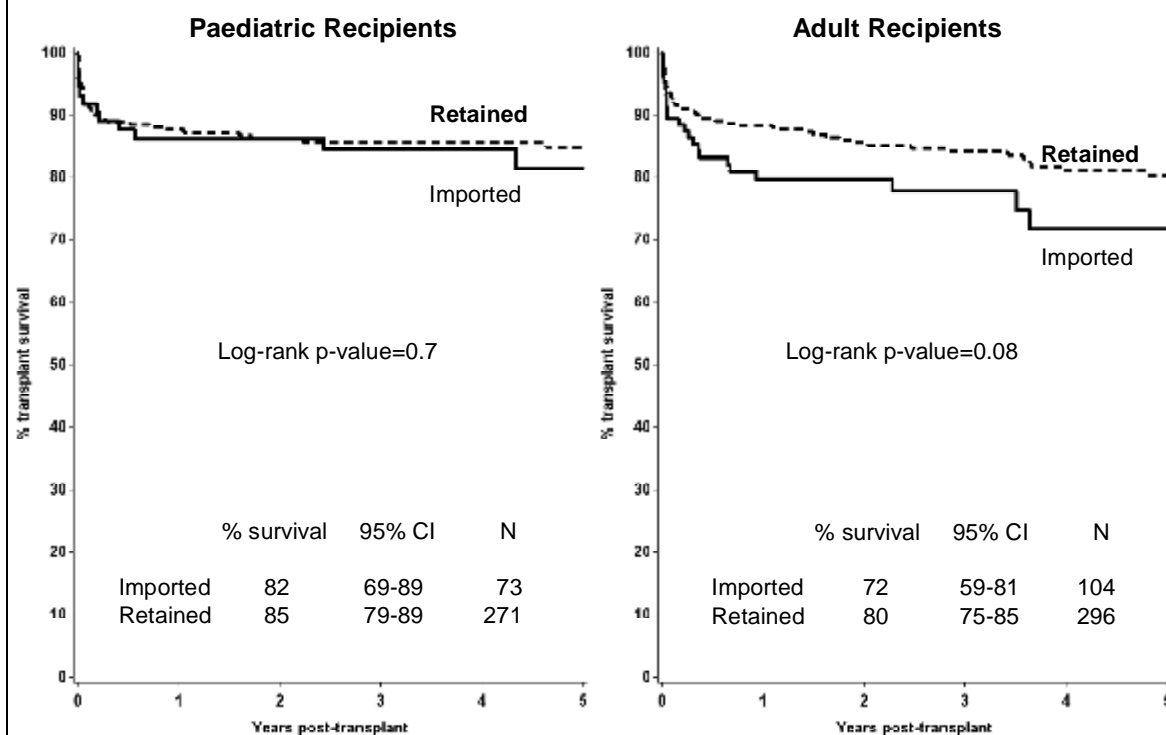 Paediatric Recipients
100
90
80
70
60
50
40
30
20
10
0
% transplant survival
Retained
Imported
Log-rank p-value=0.7
% survival 95% CI N
Imported 82 69-89 73
Retained 85 79-89 271
0 1 2 3 4 5
Years post-transplant
Adult Recipients
100
90
80
70
60
50
40
30
20
10
0
% transplant survival
Retained
Imported
Log-rank p-value=0.08
% survival 95% CI N
Imported 72 59-81 104
Retained 80 75-85 296
0 1 2 3 4 5
Years post-transplant